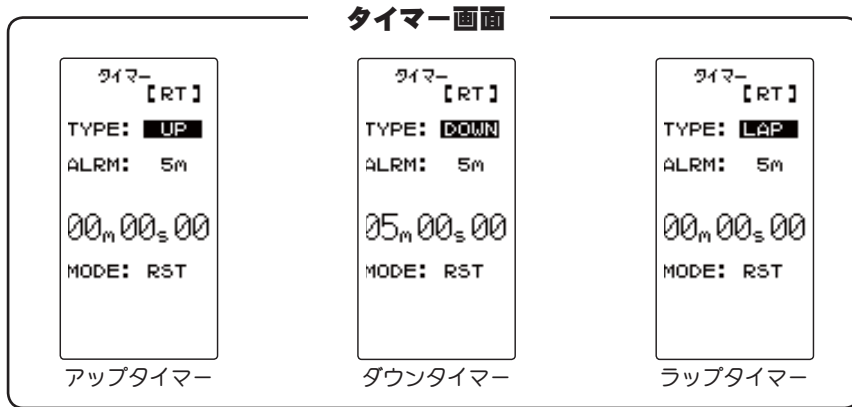 タイマー画面
タイマー
[RT]
TYPE: UP
ALRM: 5m
00m00s00
MODE: RST
アップタイマー
タイマー
[RT]
TYPE: DOWN
ALRM: 5m
05m00s00
MODE: RST
ダウンタイマー
タイマー
[RT]
TYPE: LAP
ALRM: 5m
00m00s00
MODE: RST
ラップタイマー